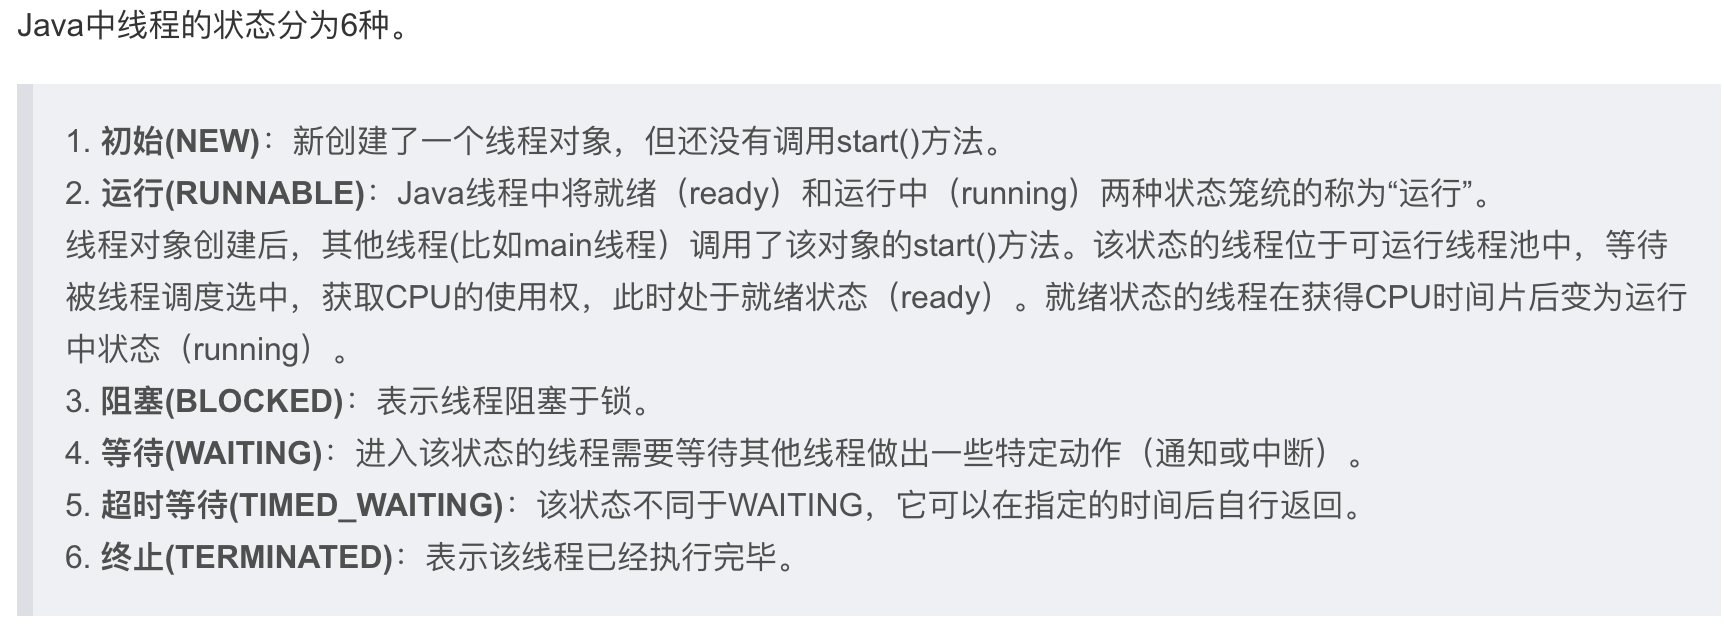 Java中线程的状态分为6种。
1. 初始(NEW)：新创建了一个线程对象，但还没有调用start()方法。
2. 运行(RUNNABLE)：Java线程中将就绪（ready）和运行中（running）两种状态笼统的称为“运行”。
线程对象创建后，其他线程(比如main线程）调用了该对象的start()方法。该状态的线程位于可运行线程池中，等待
被线程调度选中，获取CPU的使用权，此时处于就绪状态（ready）。就绪状态的线程在获得CPU时间片后变为运行
中状态（running）。
3. 阻塞(BLOCKED)：表示线程阻塞于锁。
4. 等待(WAITING)：进入该状态的线程需要等待其他线程做出一些特定动作（通知或中断）。
5. 超时等待(TIMED_WAITING)：该状态不同于WAITING，它可以在指定的时间后自行返回。
6. 终止(TERMINATED)：表示该线程已经执行完毕。